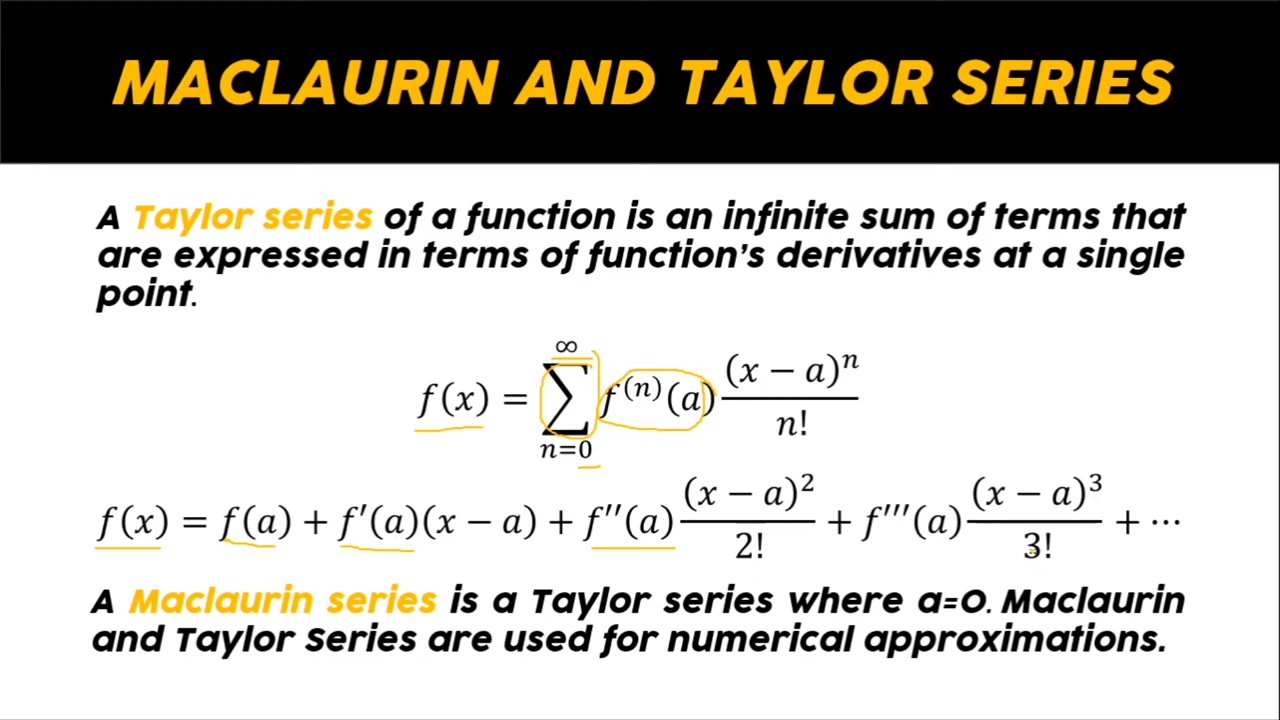 MACLAURIN AND TAYLOR SERIES
A Taylor series of a function is an infinite sum of terms that
are expressed in terms of function's derivatives at a single
point.
f(x) = ∑_{n=0}^{∞} f^{(n)}(a) (x − a)^n / n!
f(x) = f(a) + f′(a)(x − a) + f′′(a) (x − a)^2 / 2! + f′′′(a) (x − a)^3 / 3! + ⋯
A Maclaurin series is a Taylor series where a=0. Maclaurin
and Taylor Series are used for numerical approximations.